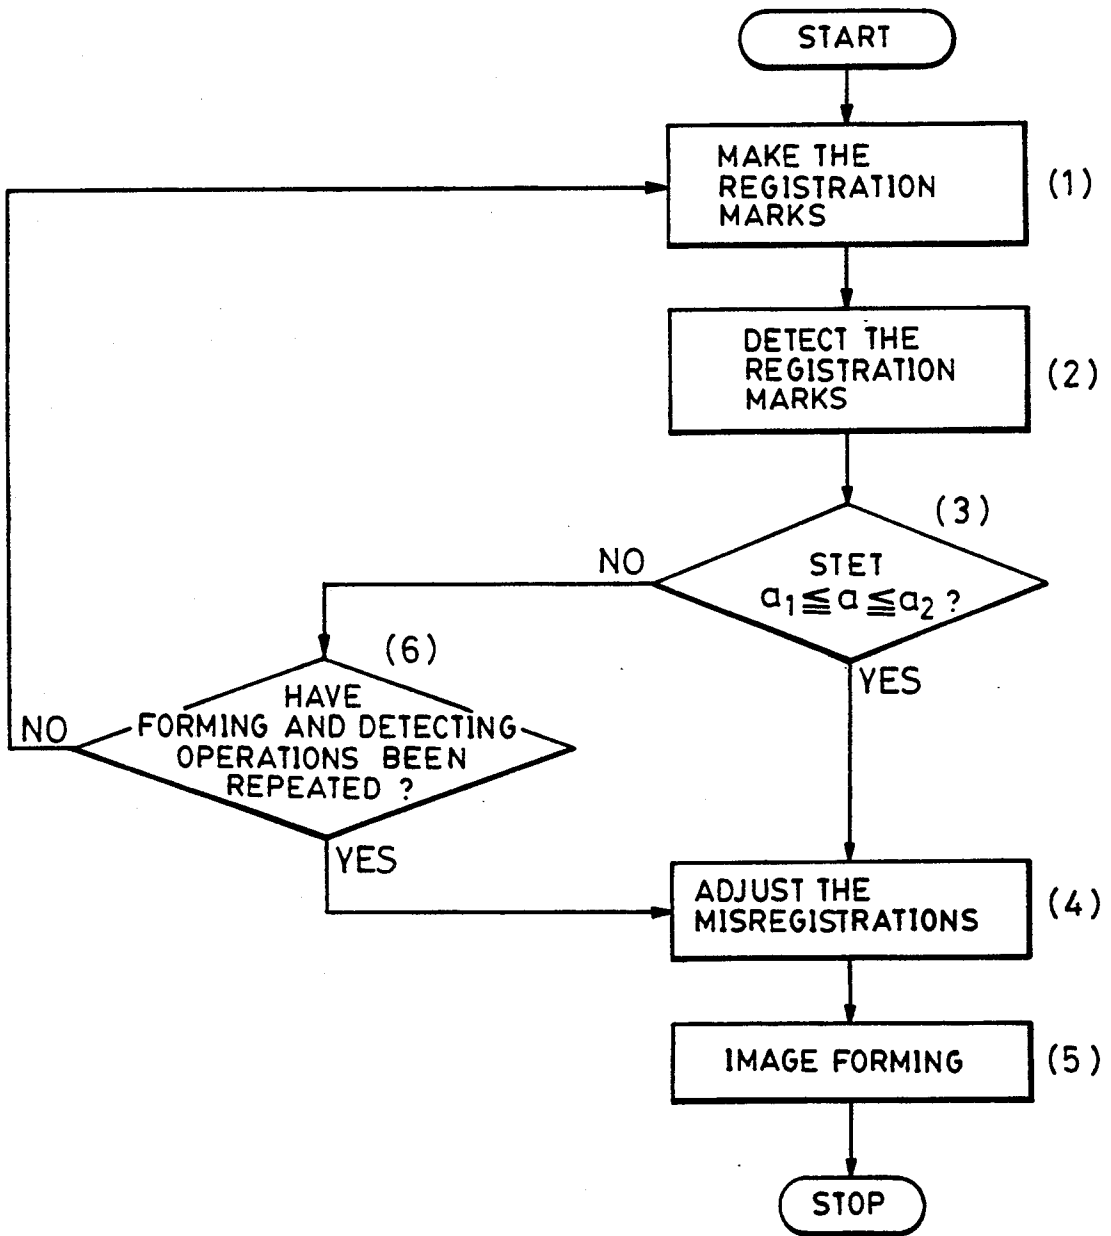 START
MAKE THE
REGISTRATION
MARKS
(1)
DETECT THE
REGISTRATION
MARKS
(2)
(3)
STET
a₁≦a≦a₂ ?
NO
YES
(6)
HAVE
FORMING AND DETECTING
OPERATIONS BEEN
REPEATED ?
NO
YES
ADJUST THE
MISREGISTRATIONS
(4)
IMAGE FORMING
(5)
STOP